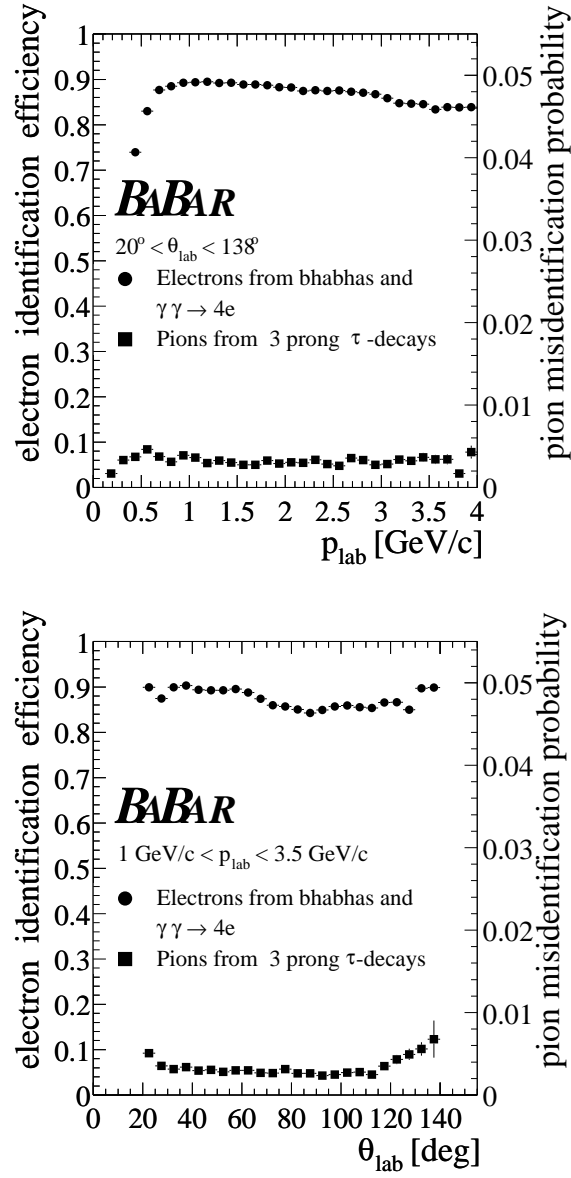 electron identification efficiency
1
0.9
0.8
0.7
0.6
0.5
0.4
0.3
0.2
0.1
0
BABAR
20° < θlab < 138°
Electrons from bhabhas and
γ γ → 4e
Pions from 3 prong τ -decays
0.05
0.04
0.03
0.02
0.01
0
pion misidentification probability
0 0.5 1 1.5 2 2.5 3 3.5 4
plab [GeV/c]
electron identification efficiency
1
0.9
0.8
0.7
0.6
0.5
0.4
0.3
0.2
0.1
0
BABAR
1 GeV/c < plab < 3.5 GeV/c
Electrons from bhabhas and
γ γ → 4e
Pions from 3 prong τ-decays
0.05
0.04
0.03
0.02
0.01
0
pion misidentification probability
0 20 40 60 80 100 120 140
θlab [deg]